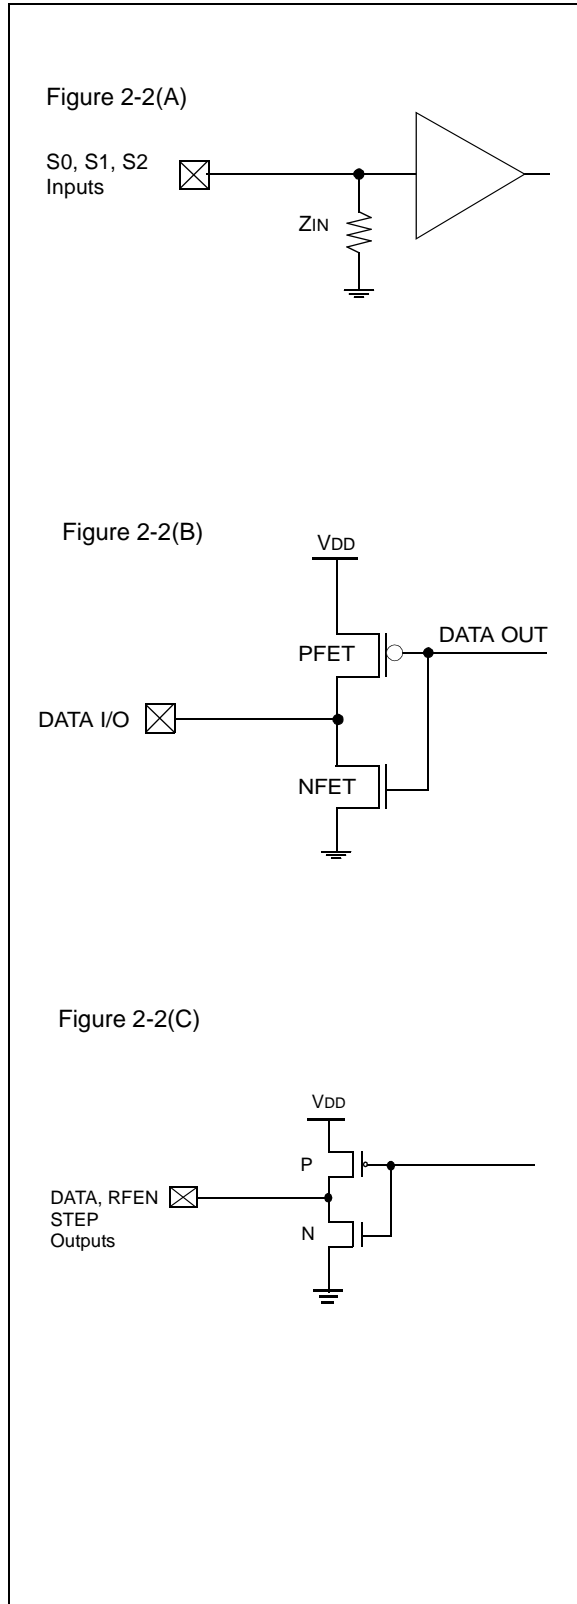 Figure 2-2(A)
S0, S1, S2
Inputs
ZIN
Figure 2-2(B)
VDD
PFET
DATA OUT
DATA I/O
NFET
Figure 2-2(C)
VDD
P
DATA, RFEN
STEP
Outputs
N